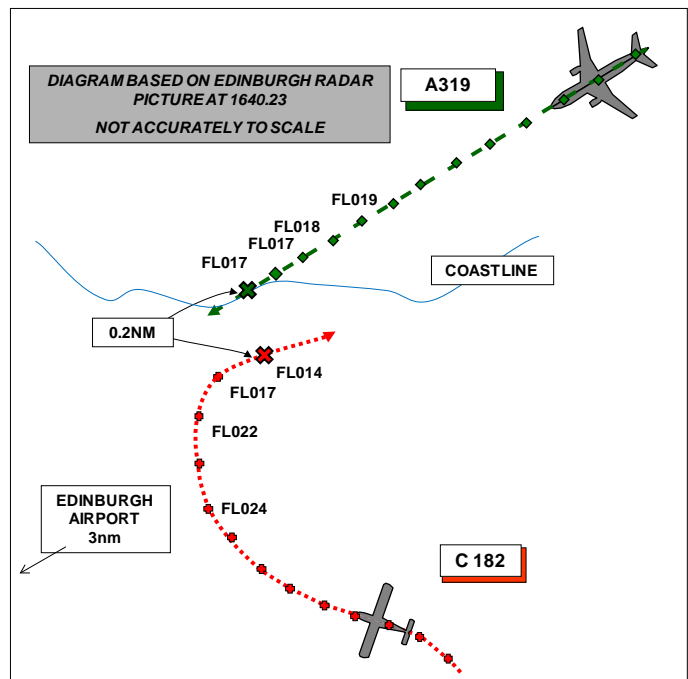 DIAGRAM BASED ON EDINBURGH RADAR
PICTURE AT 1640.23
NOT ACCURATELY TO SCALE
A319
FL019
FL018
FL017
FL017
COASTLINE
0.2NM
FL014
FL017
FL022
FL024
EDINBURGH
AIRPORT
3nm
C 182